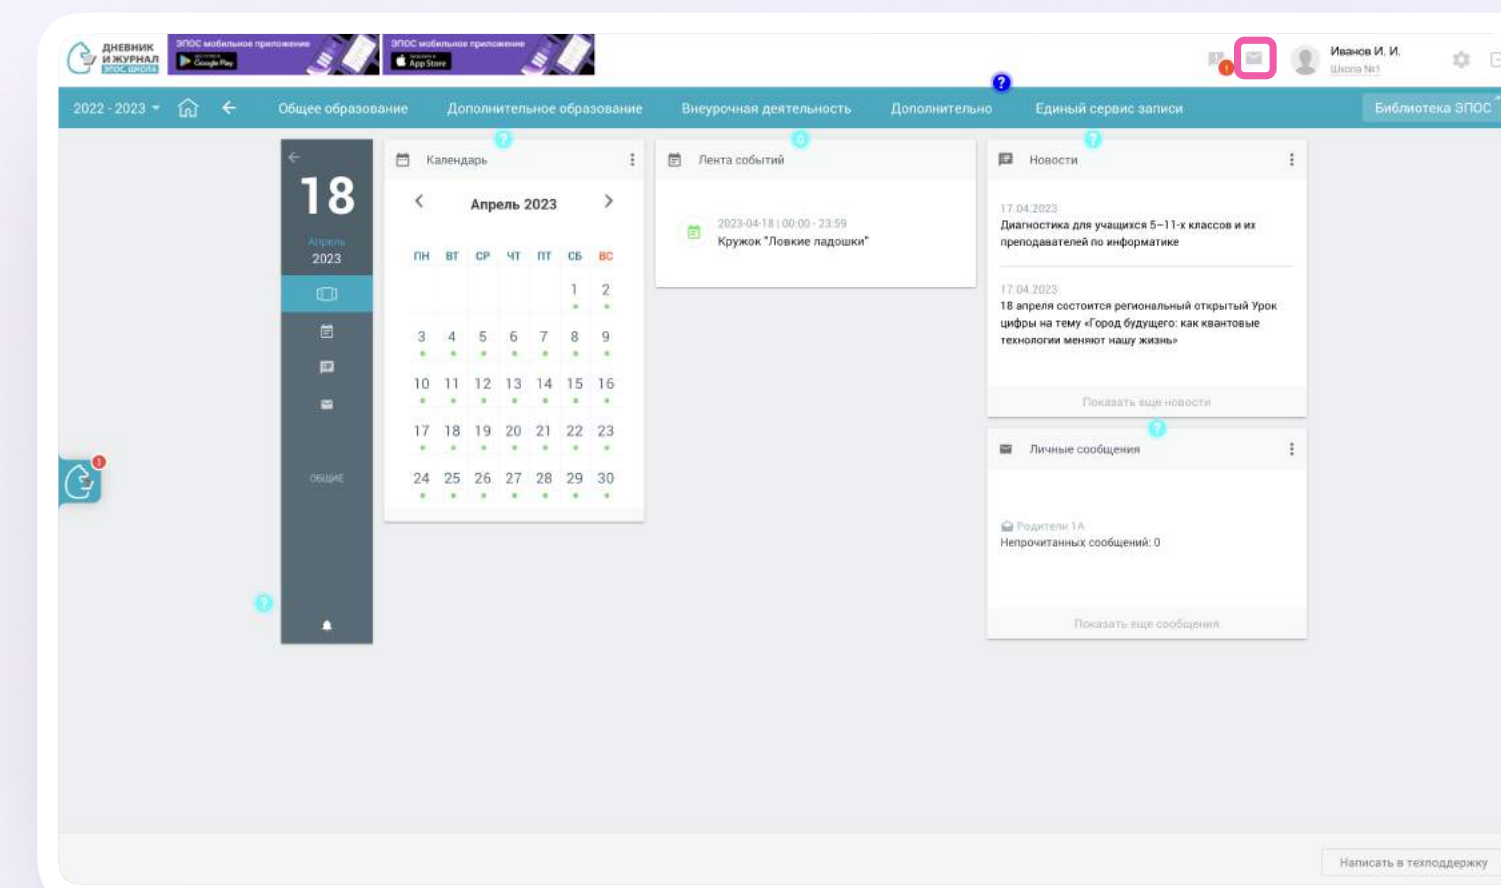 ДНЕВНИК
И ЖУРНАЛ
ЭПОС.ШКОЛА
ЭПОС мобильное приложение
Google Play
ЭПОС мобильное приложение
App Store
Иванов И. И.
Школа №1
2022 - 2023
Общее образование
Дополнительное образование
Внеурочная деятельность
Дополнительно
Единый сервис записи
Библиотека ЭПОС
18
Апрель
2023
ОБЩИЕ
Календарь
Апрель 2023
ПН ВТ СР ЧТ ПТ СБ ВС
1 2
3 4 5 6 7 8 9
10 11 12 13 14 15 16
17 18 19 20 21 22 23
24 25 26 27 28 29 30
Лента событий
2023-04-18 | 00:00 - 23:59
Кружок "Ловкие ладошки"
Новости
17.04.2023
Диагностика для учащихся 5–11-х классов и их
преподавателей по информатике
17.04.2023
18 апреля состоится региональный открытый Урок
цифры на тему «Город будущего: как квантовые
технологии меняют нашу жизнь»
Показать еще новости
Личные сообщения
Родители 1А
Непрочитанных сообщений: 0
Показать еще сообщения
1
Написать в техподдержку